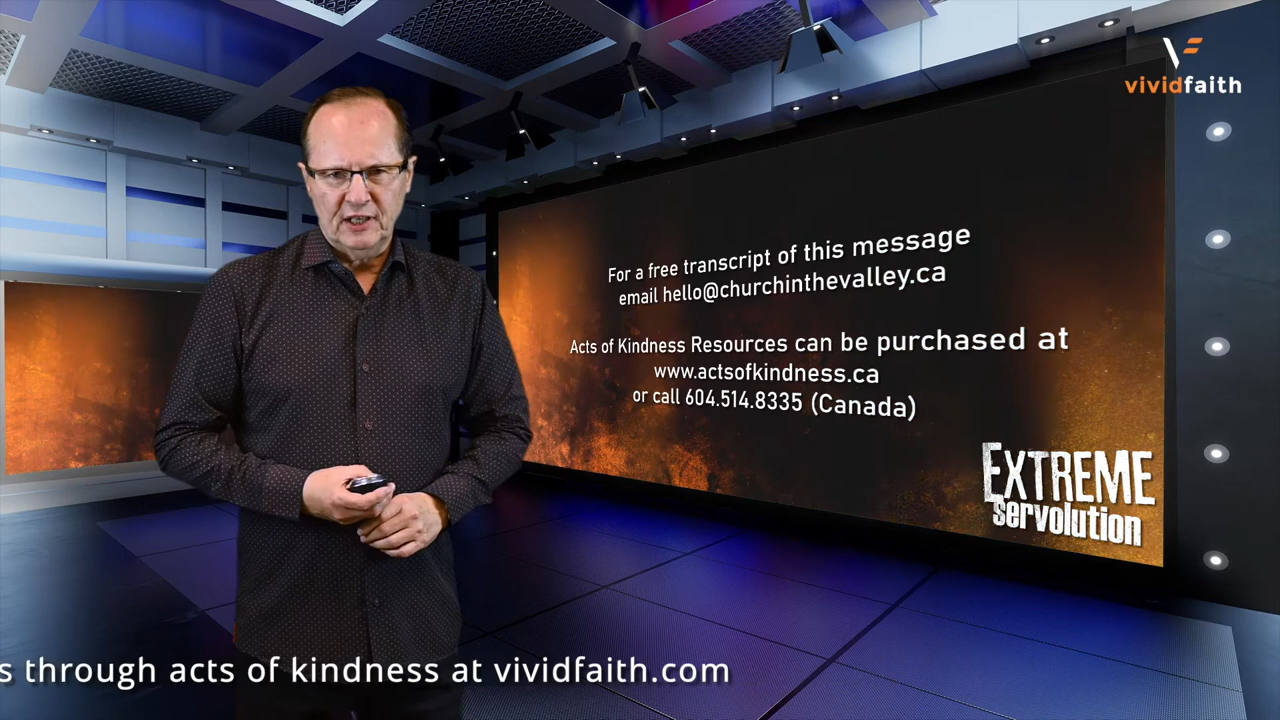 vividfaith
For a free transcript of this message
email hello@churchinthevalley.ca
Acts of Kindness Resources can be purchased at
www.actsofkindness.ca
or call 604.514.8335 (Canada)
EXTREME
servolution
s through acts of kindness at vividfaith.com